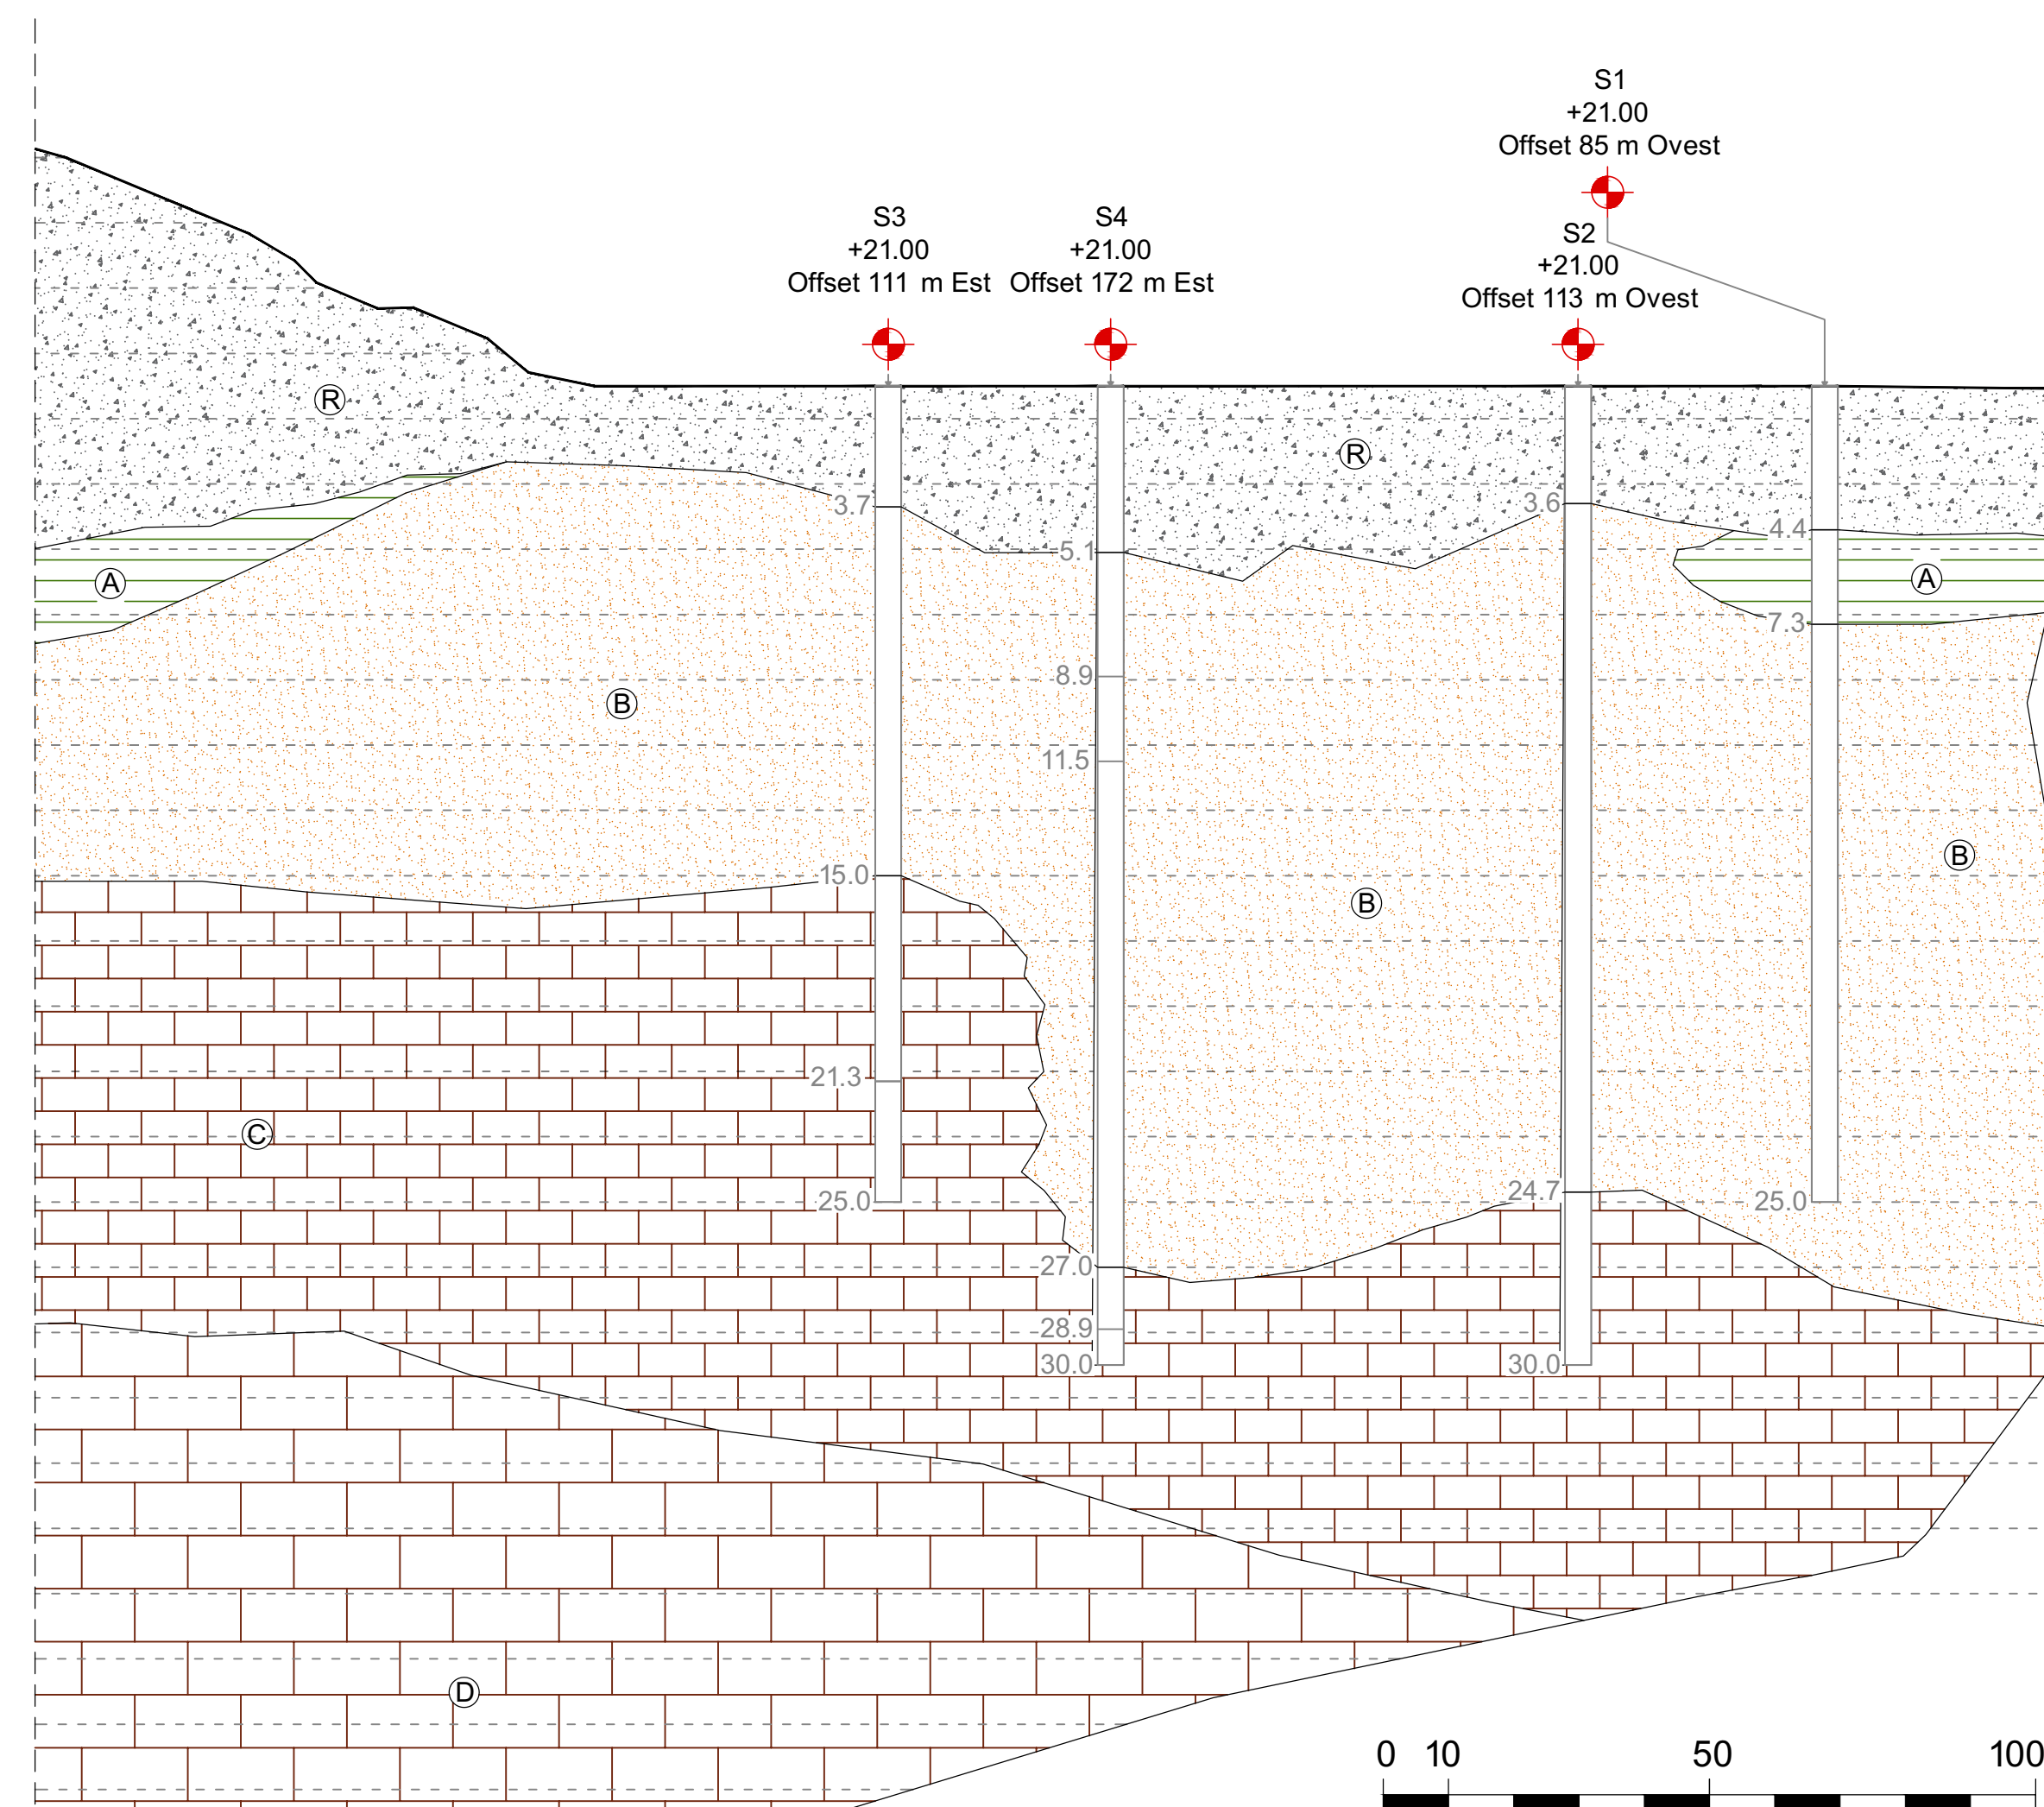 S1
+21.00
Offset 85 m Ovest
S3
+21.00
Offset 111 m Est
S4
+21.00
Offset 172 m Est
S2
+21.00
Offset 113 m Ovest
R
R
3.7
3.6
4.4
5.1
A
A
7.3
8.9
B
11.5
B
15.0
B
21.3
C
24.7
25.0
25.0
27.0
28.9
30.0
30.0
D
0 10 50 100